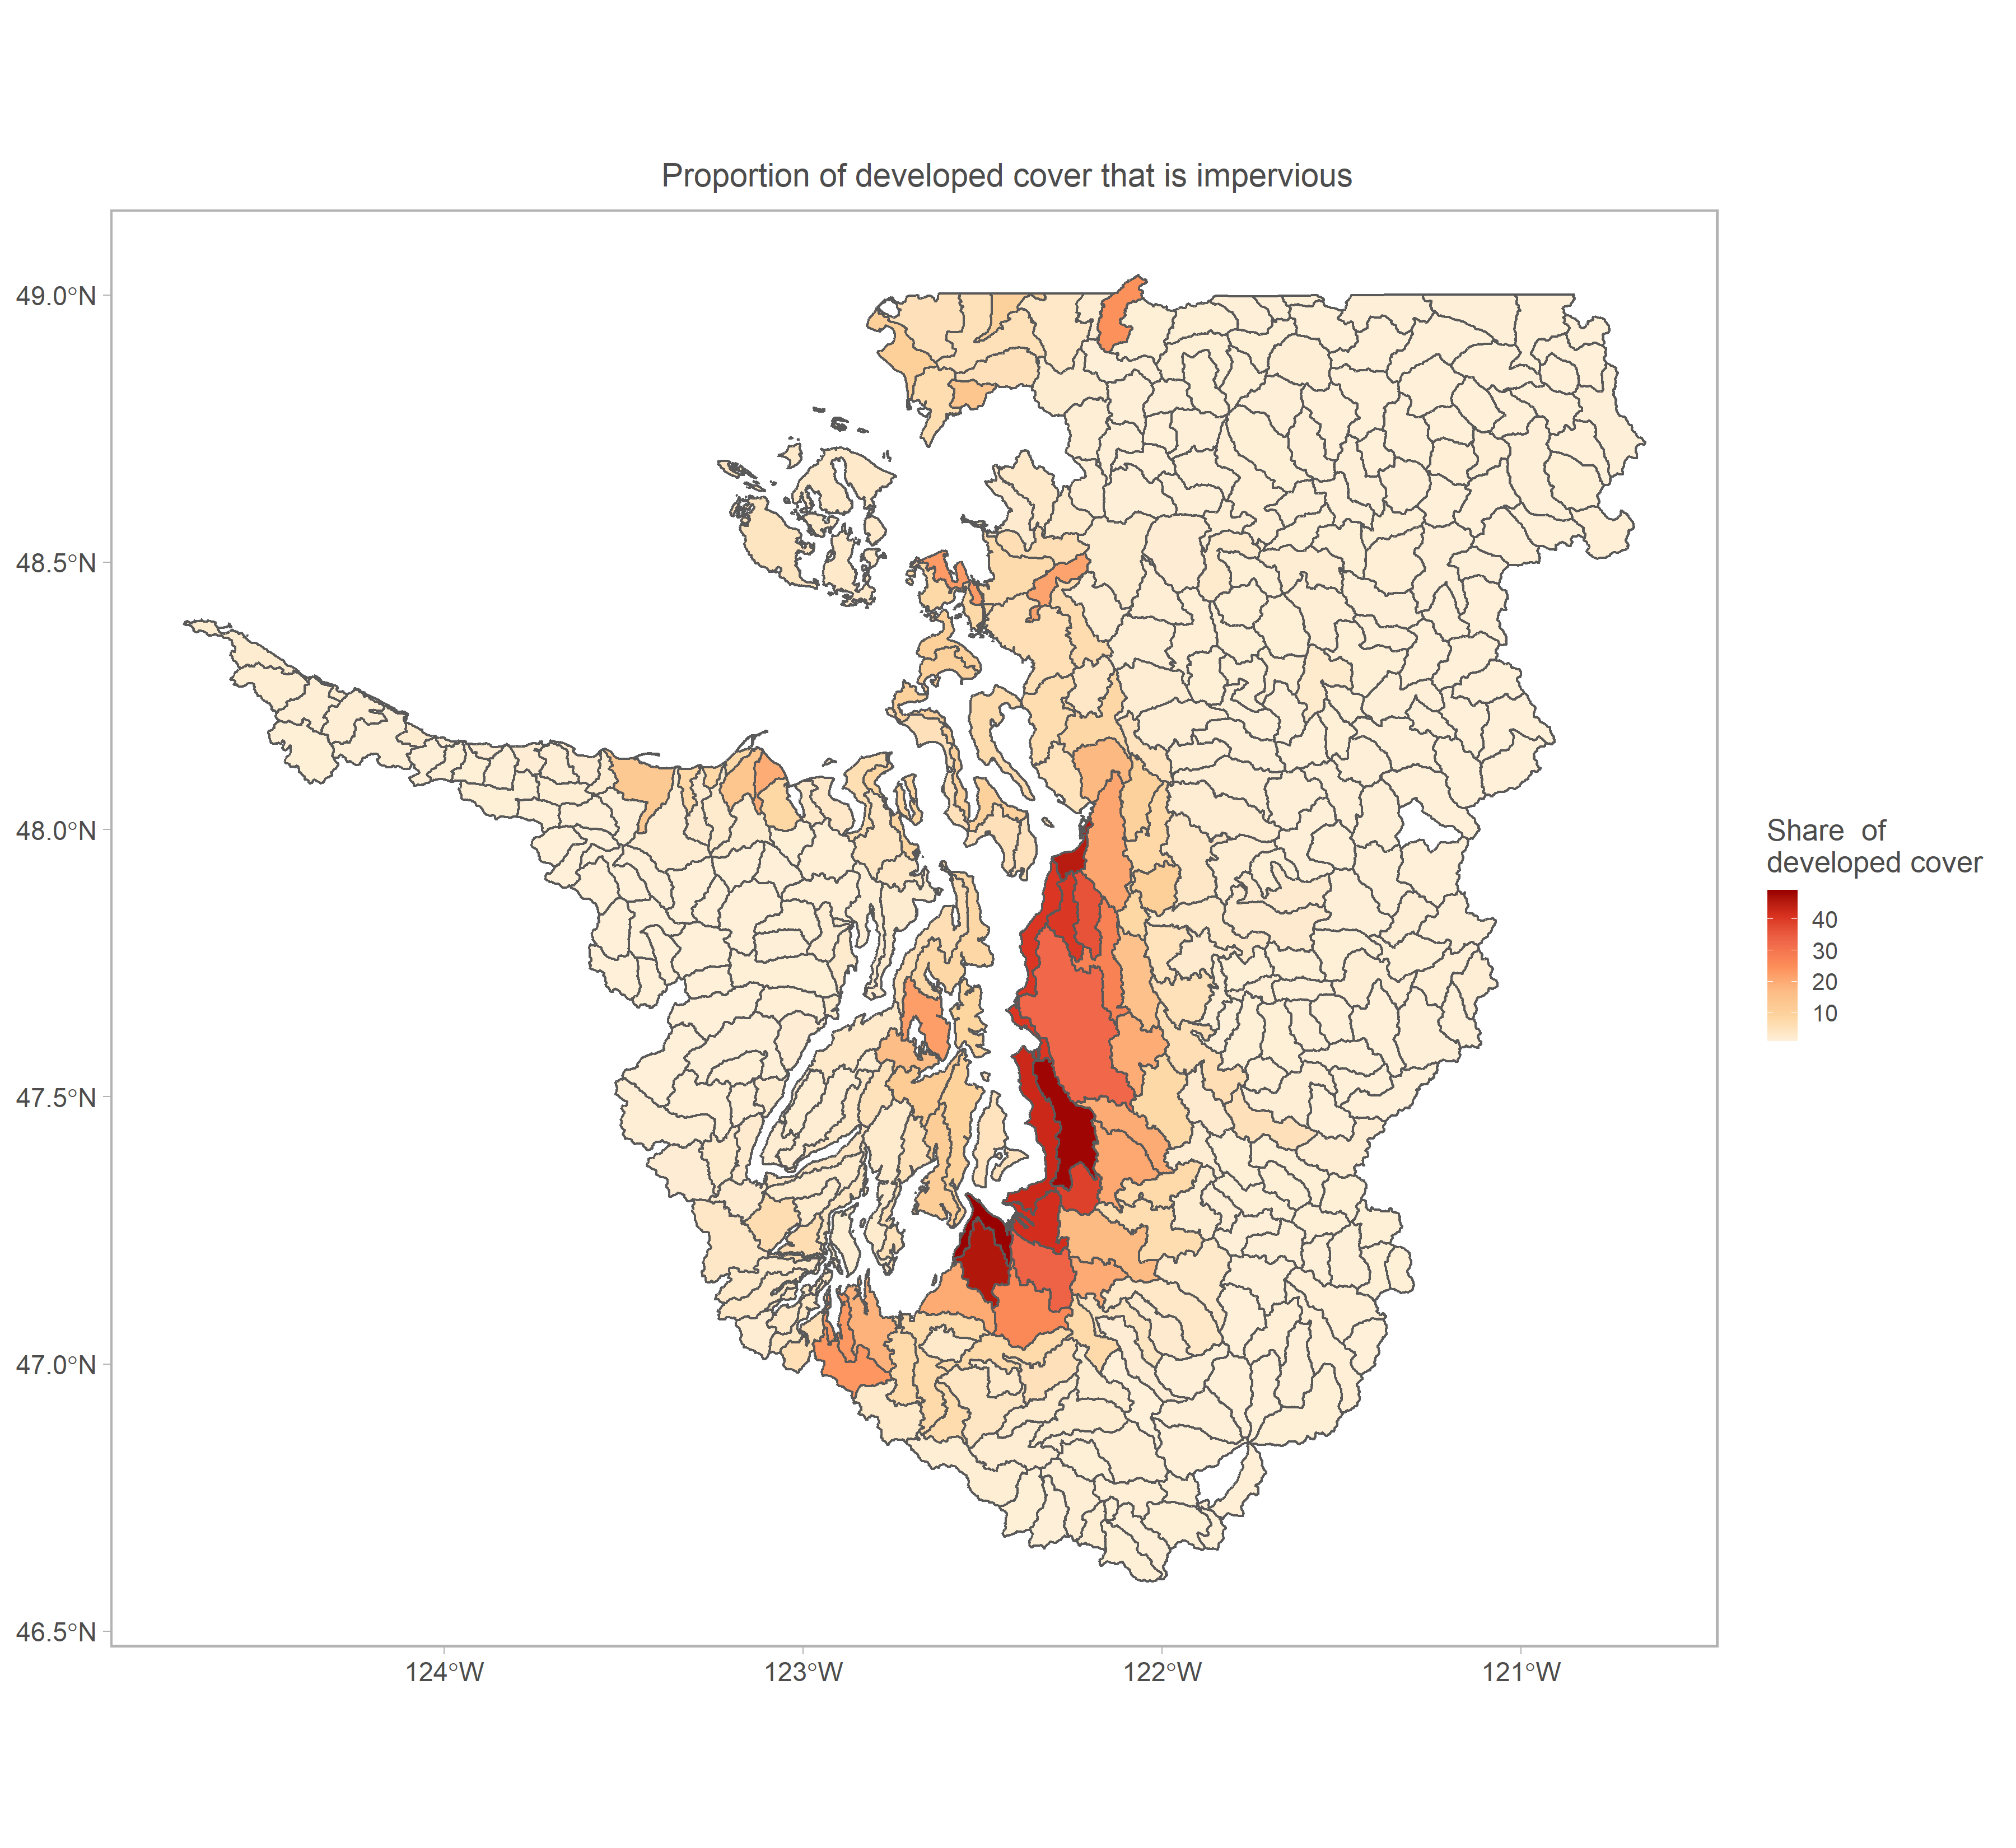 Proportion of developed cover that is impervious
49.0°N
48.5°N
48.0°N
47.5°N
47.0°N
46.5°N
124°W
123°W
122°W
121°W
Share  of
developed cover
40
30
20
10